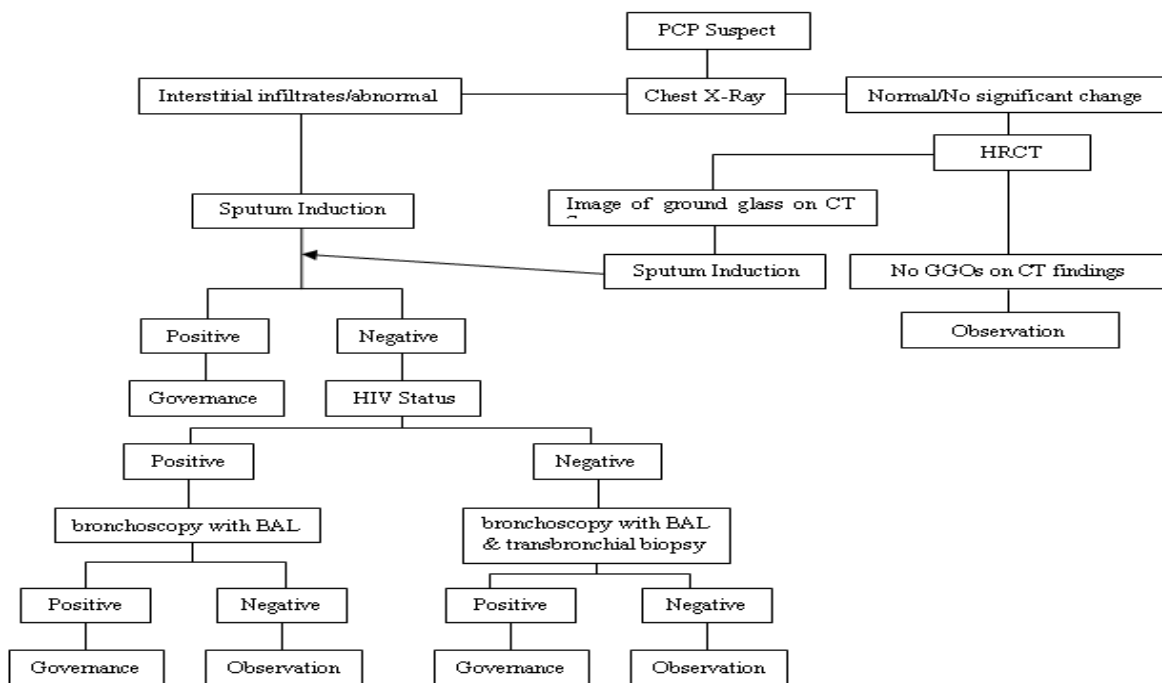 PCP Suspect
Interstitial infiltrates/abnormal
Chest X-Ray
Normal/No significant change
HRCT
Sputum Induction
Image of ground glass on CT
Sputum Induction
No GGOs on CT findings
Positive
Negative
Observation
Governance
HIV Status
Positive
Negative
bronchoscopy with BAL
bronchoscopy with BAL
& transbronchial biopsy
Positive
Negative
Positive
Negative
Governance
Observation
Governance
Observation